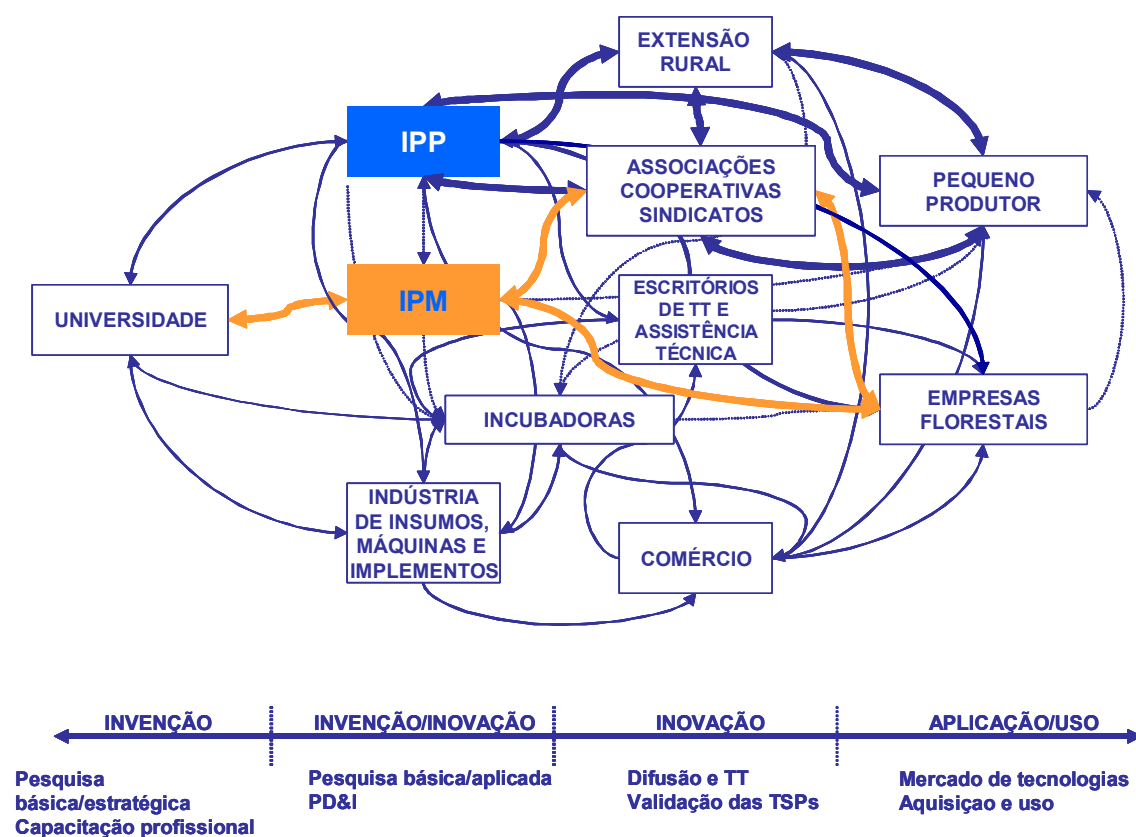 EXTENSÃO
RURAL
IPP
ASSOCIAÇÕES
COOPERATIVAS
SINDICATOS
PEQUENO
PRODUTOR
UNIVERSIDADE
IPM
ESCRITÓRIOS
DE TT E
ASSISTÊNCIA
TÉCNICA
INCUBADORAS
EMPRESAS
FLORESTAIS
INDÚSTRIA
DE INSUMOS,
MÁQUINAS E
IMPLEMENTOS
COMÉRCIO
INVENÇÃO
INVENÇÃO/INOVAÇÃO
INOVAÇÃO
APLICAÇÃO/USO
Pesquisa
básica/estratégica
Capacitação profissional
Pesquisa básica/aplicada
PD&I
Difusão e TT
Validação das TSPs
Mercado de tecnologias
Aquisiçao e uso